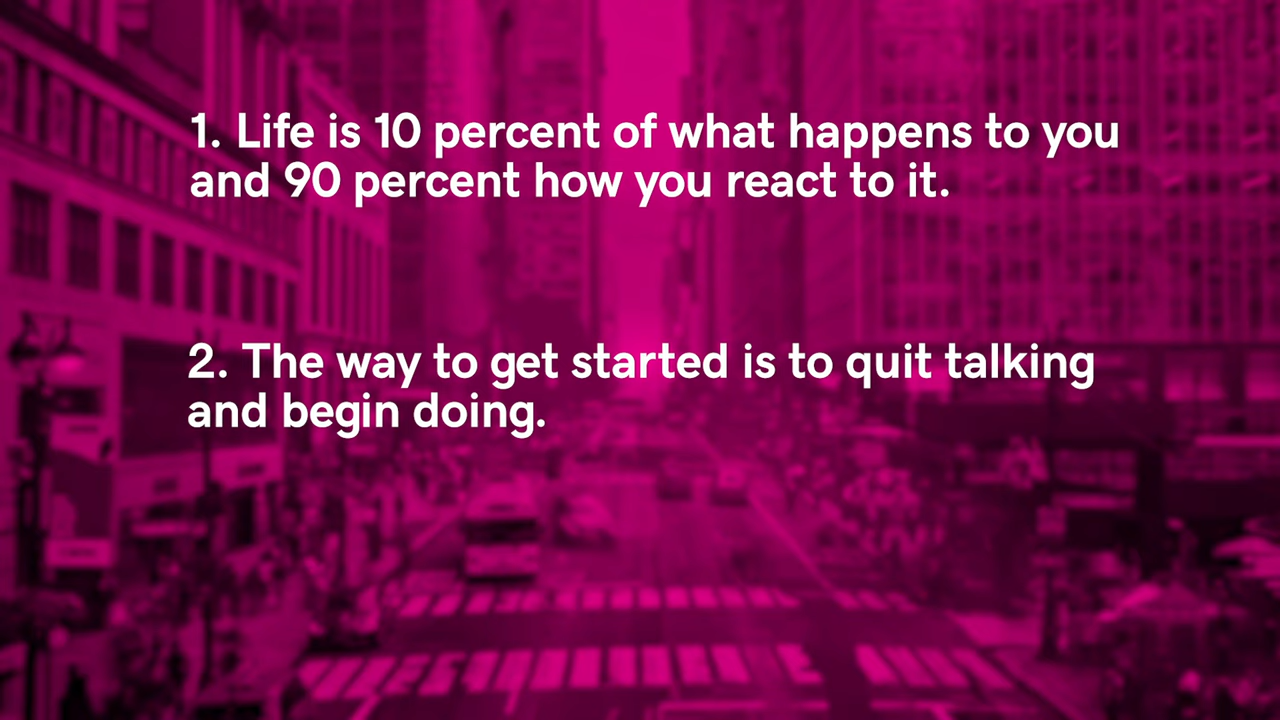 1. Life is 10 percent of what happens to you
and 90 percent how you react to it.
2. The way to get started is to quit talking
and begin doing.